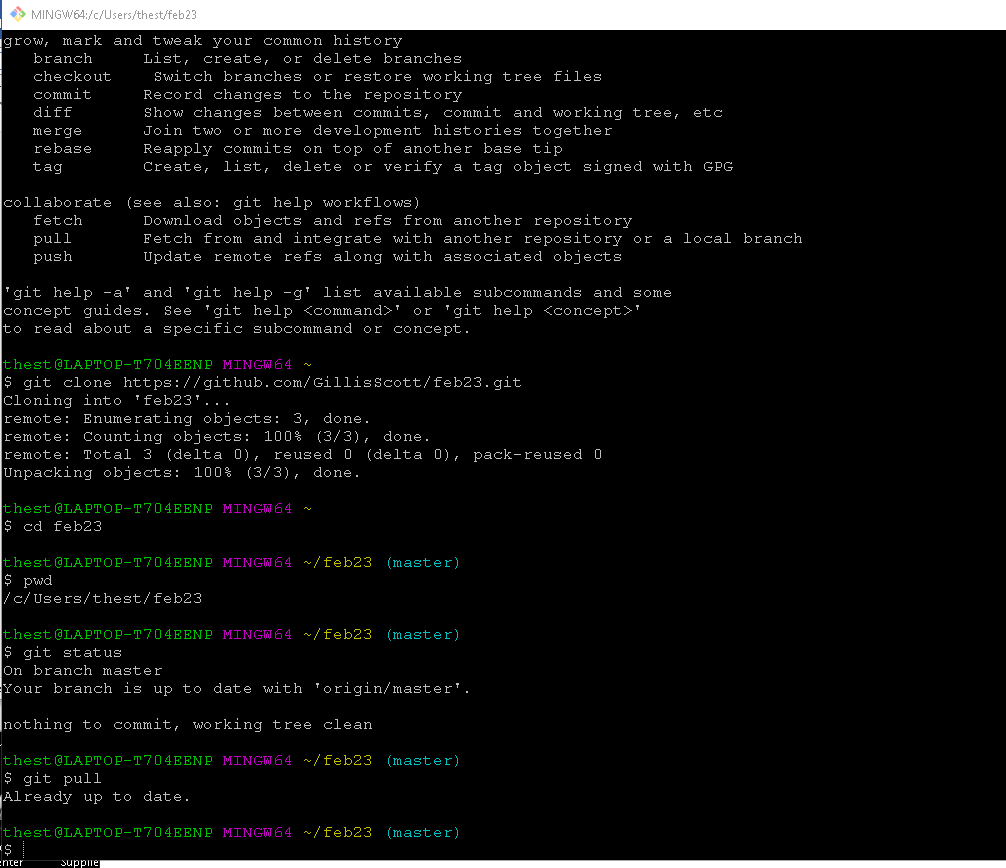 MINGW64:/c/Users/thest/feb23
grow, mark and tweak your common history
   branch     List, create, or delete branches
   checkout    Switch branches or restore working tree files
   commit     Record changes to the repository
   diff       Show changes between commits, commit and working tree, etc
   merge      Join two or more development histories together
   rebase     Reapply commits on top of another base tip
   tag        Create, list, delete or verify a tag object signed with GPG

collaborate (see also: git help workflows)
   fetch      Download objects and refs from another repository
   pull       Fetch from and integrate with another repository or a local branch
   push       Update remote refs along with associated objects

'git help -a' and 'git help -g' list available subcommands and some
concept guides. See 'git help <command>' or 'git help <concept>'
to read about a specific subcommand or concept.

thest@LAPTOP-T704EENP MINGW64 ~
$ git clone https://github.com/GillisScott/feb23.git
Cloning into 'feb23'...
remote: Enumerating objects: 3, done.
remote: Counting objects: 100% (3/3), done.
remote: Total 3 (delta 0), reused 0 (delta 0), pack-reused 0
Unpacking objects: 100% (3/3), done.

thest@LAPTOP-T704EENP MINGW64 ~
$ cd feb23

thest@LAPTOP-T704EENP MINGW64 ~/feb23 (master)
$ pwd
/c/Users/thest/feb23

thest@LAPTOP-T704EENP MINGW64 ~/feb23 (master)
$ git status
On branch master
Your branch is up to date with 'origin/master'.

nothing to commit, working tree clean

thest@LAPTOP-T704EENP MINGW64 ~/feb23 (master)
$ git pull
Already up to date.

thest@LAPTOP-T704EENP MINGW64 ~/feb23 (master)
$